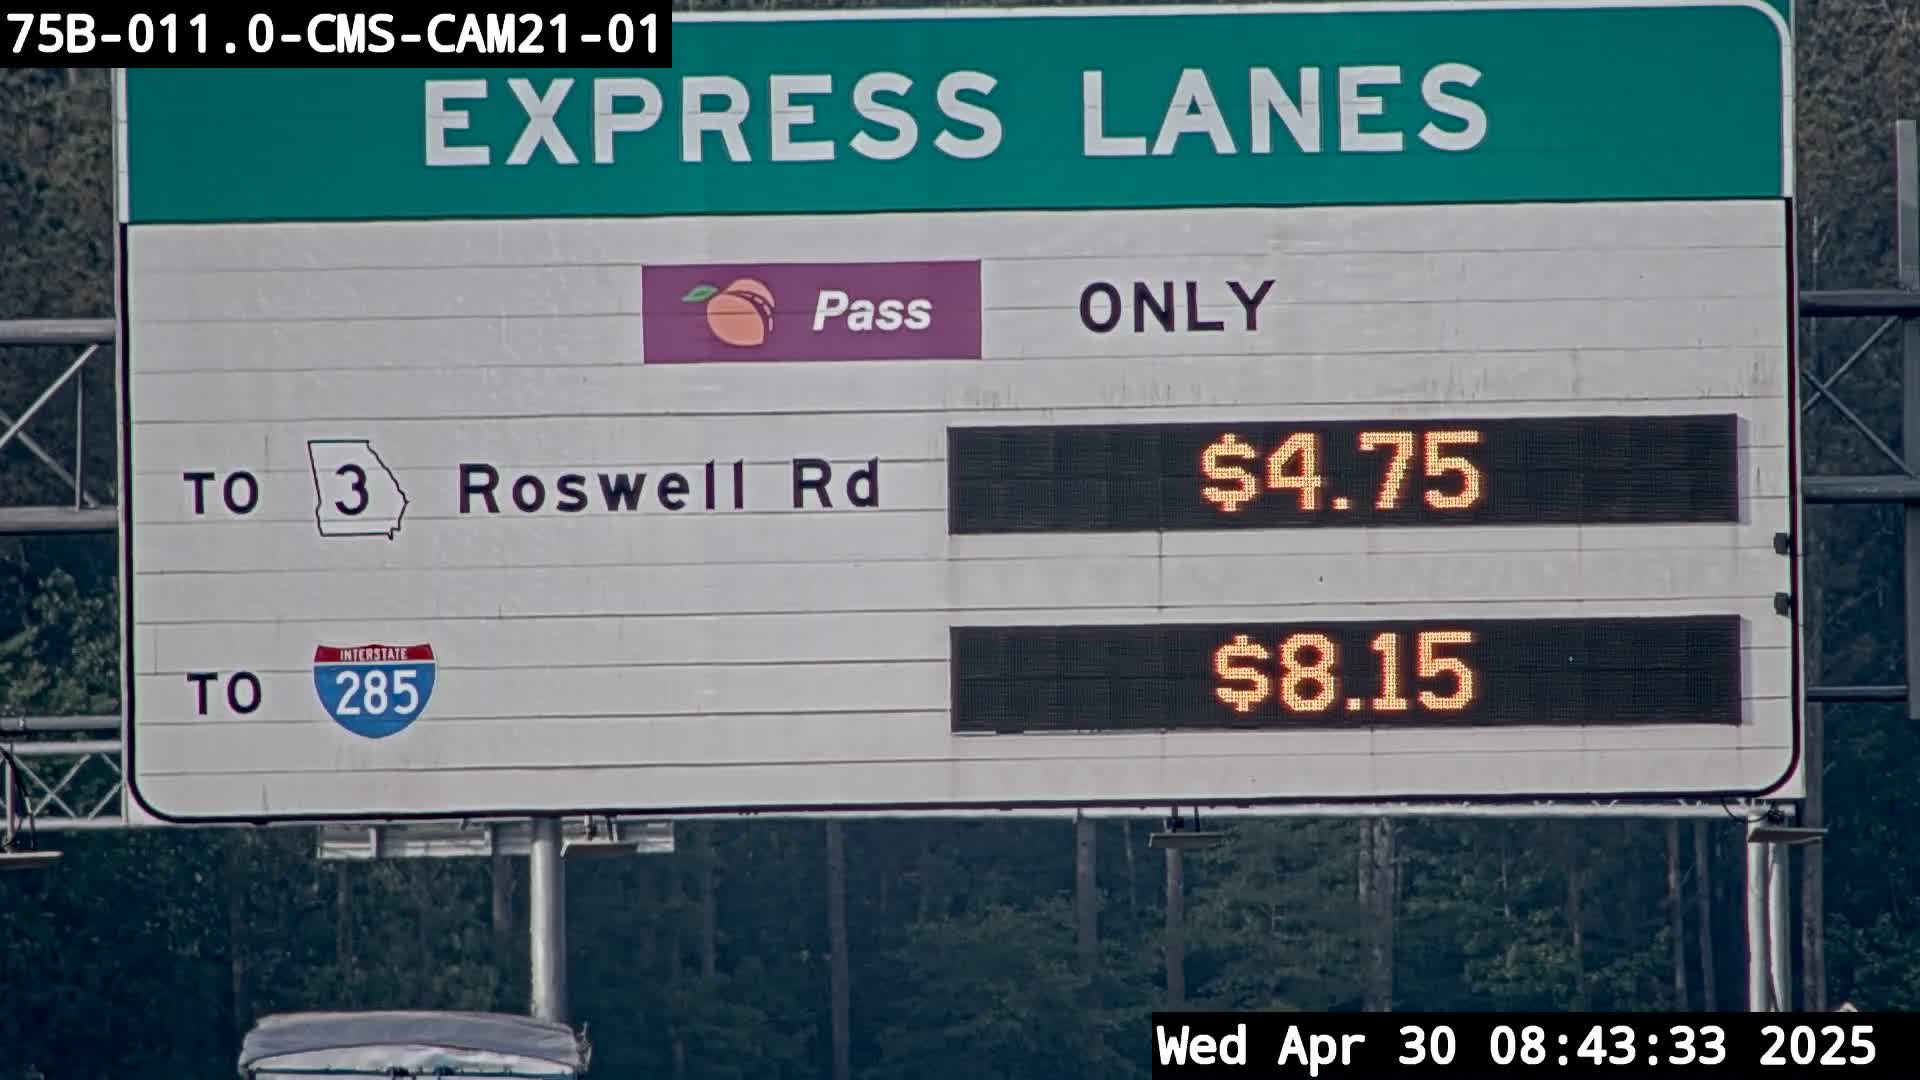 75B-011.0-CMS-CAM21-01
EXPRESS LANES
Pass ONLY
TO 3 Roswell Rd $4.75
INTERSTATE
TO 285 $8.15
Wed Apr 30 08:43:33 2025